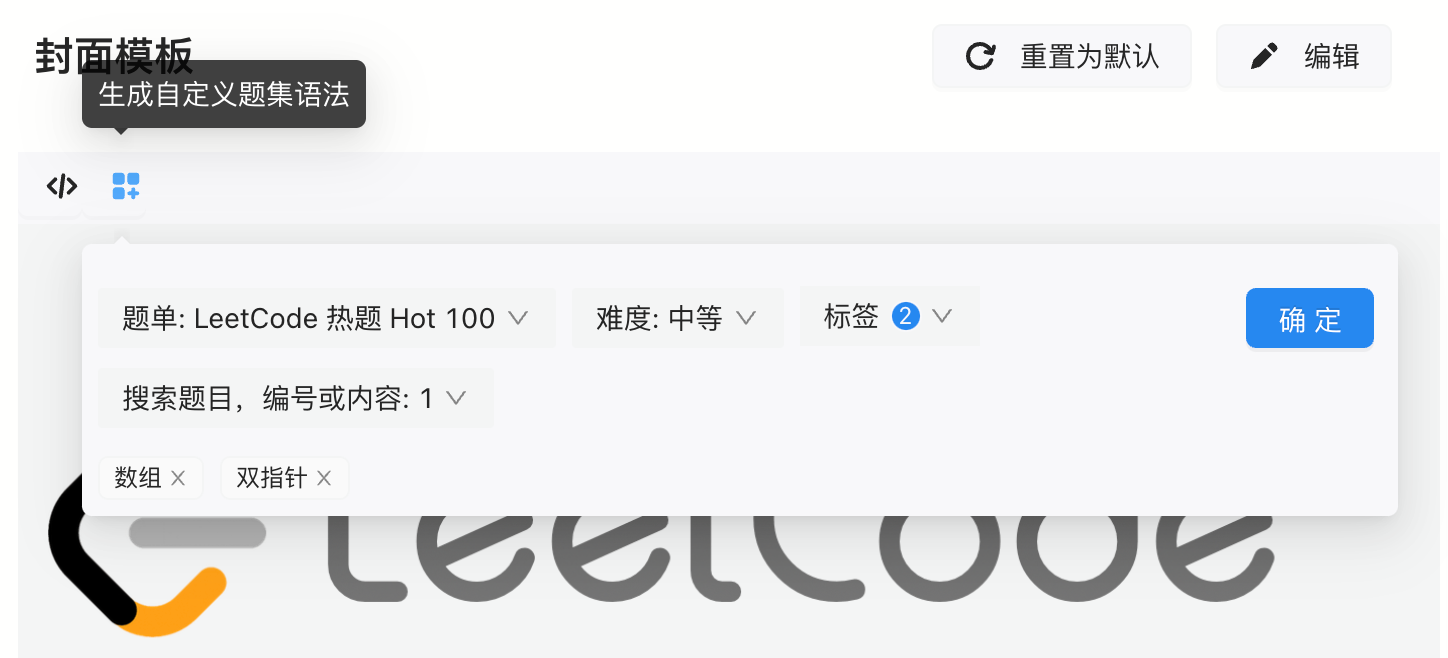 封面模板
重置为默认
编辑
生成自定义题集语法
题单: LeetCode 热题 Hot 100
难度: 中等
标签 2
确 定
搜索题目，编号或内容: 1
数组
双指针
LeetCode